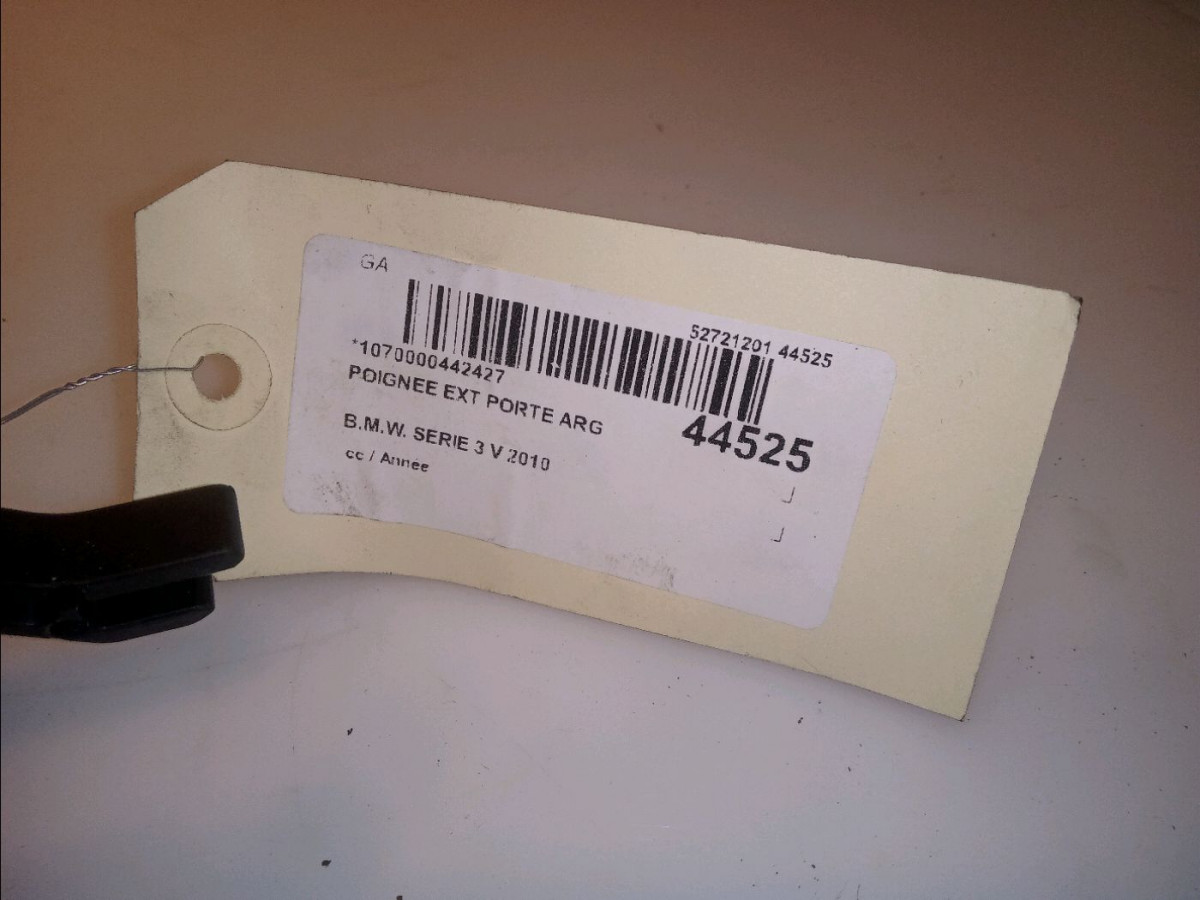 GA
52721201 44525
*1070000442427
POIGNEE EXT PORTE ARG
44525
B.M.W. SERIE 3 V 2010
cc / Année